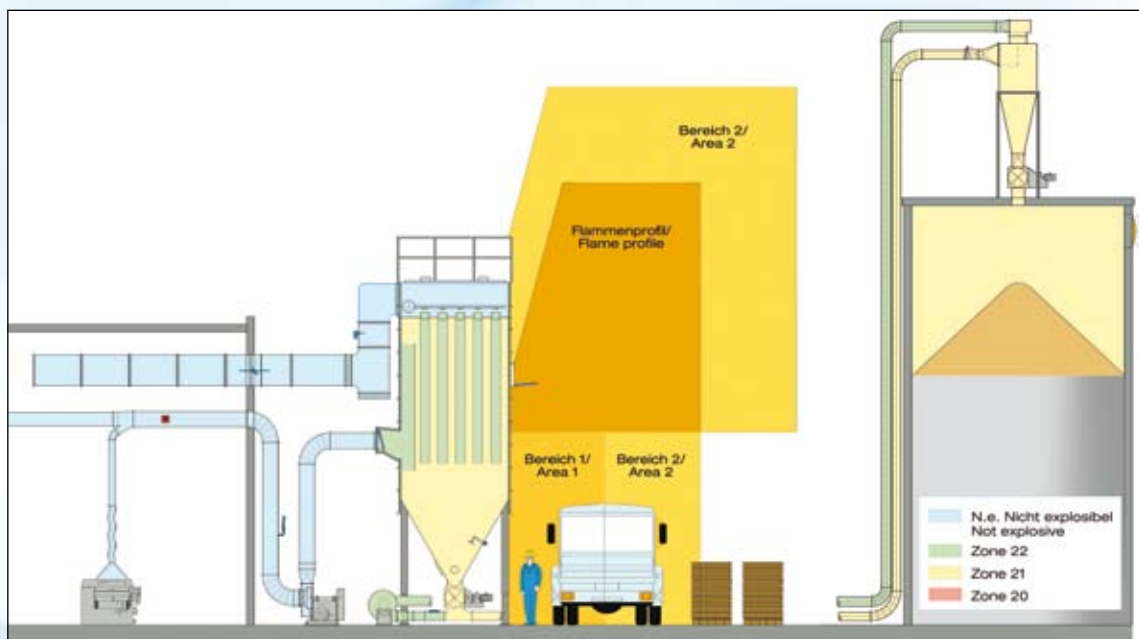 Bereich 2/
Area 2
Flammenprofil/
Flame profile
Bereich 1/
Area 1
Bereich 2/
Area 2
N.e. Nicht explosibel
Not explosive
Zone 22
Zone 21
Zone 20